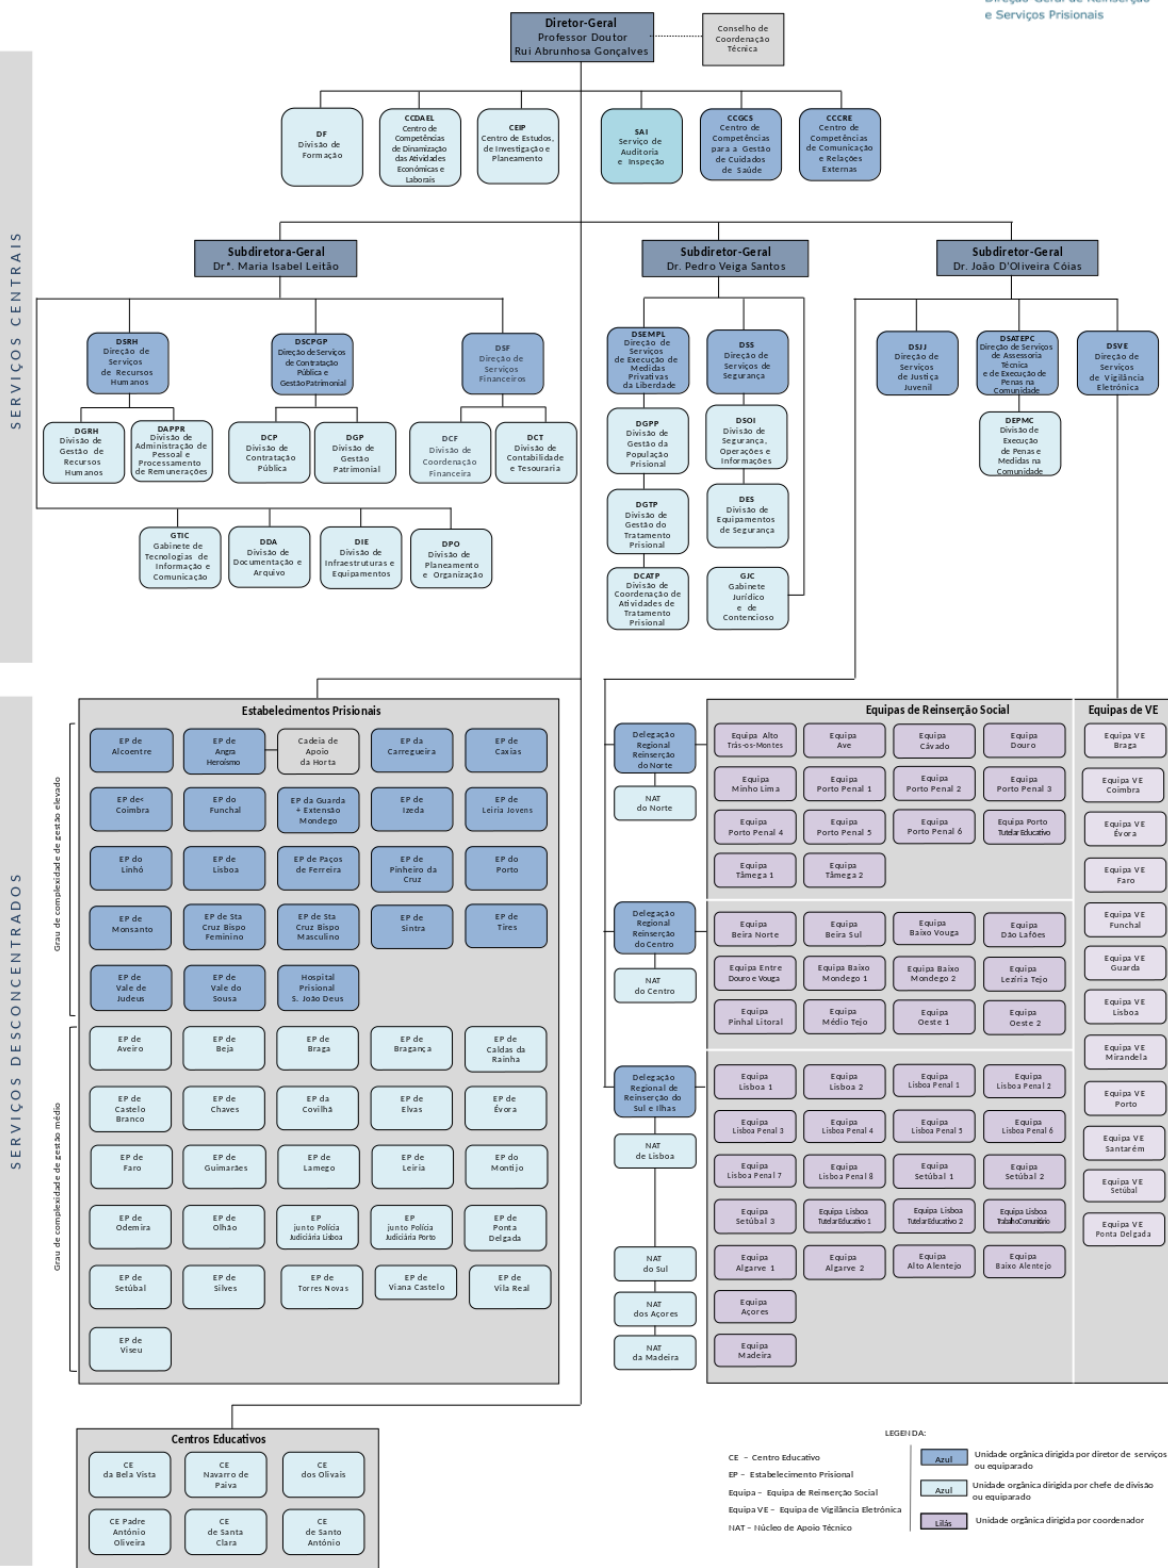 Direção-Geral de Reinserção
e Serviços Prisionais
Diretor-Geral
Professor Doutor
Rui Abrunhosa Gonçalves
Conselho de
Coordenação
Técnica
SERVIÇOS CENTRAIS
DF
Divisão de
Formação
CCDAEL
Centro de
Competências
de Dinamização
das Atividades
Económicas e
Laborais
CEIP
Centro de Estudos,
de Investigação e
Planeamento
SAI
Serviço de
Auditoria
e Inspeção
CCGCS
Centro de
Competências
para a Gestão
de Cuidados
de Saúde
CCCRE
Centro de
Competências
de Comunicação
e Relações
Externas
Subdiretora-Geral
Drª. Maria Isabel Leitão
Subdiretor-Geral
Dr. Pedro Veiga Santos
Subdiretor-Geral
Dr. João D'Oliveira Cóias
DSRH
Direção de
Serviços
de Recursos
Humanos
DSCPGP
Direção de Serviços
de Contratação
Pública e
Gestão Patrimonial
DSF
Direção de
Serviços
Financeiros
DSEMPL
Direção de
Serviços
de Execução de
Medidas
Privativas
da Liberdade
DSS
Direção de
Serviços de
Segurança
DSJJ
Direção de
Serviços
de Justiça
Juvenil
DSATEPC
Direção de Serviços
de Assessoria
Técnica
e de Execução de
Penas na
Comunidade
DSVE
Direção de
Serviços
de Vigilância
Eletrónica
DGRH
Divisão de
Gestão de
Recursos
Humanos
DAPPR
Divisão de
Administração de
Pessoal e
Processamento
de Remunerações
DCP
Divisão de
Contratação
Pública
DGP
Divisão de
Gestão
Patrimonial
DCF
Divisão de
Coordenação
Financeira
DCT
Divisão de
Contabilidade
e Tesouraria
DGPP
Divisão de
Gestão da
População
Prisional
DSOI
Divisão de
Segurança,
Operações e
Informações
DEPMC
Divisão de
Execução
de Penas e
Medidas na
Comunidade
DGTP
Divisão de
Gestão do
Tratamento
Prisional
DES
Divisão de
Equipamentos
de Segurança
GTIC
Gabinete de
Tecnologias de
Informação e
Comunicação
DDA
Divisão de
Documentação e
Arquivo
DIE
Divisão de
Infraestruturas e
Equipamentos
DPO
Divisão de
Planeamento
e Organização
DCATP
Divisão de
Coordenação de
Atividades de
Tratamento
Prisional
GJC
Gabinete
Jurídico
e de
Contencioso
SERVIÇOS DESCONCENTRADOS
Estabelecimentos Prisionais
Grau de complexidade de gestão elevado
EP de
Alcoentre
EP de
Angra
Heroísmo
Cadeia de
Apoio
da Horta
EP da
Carregueira
EP de
Caxias
EP de<
Coimbra
EP do
Funchal
EP da Guarda
+ Extensão
Mondego
EP de
Izeda
EP de
Leiria Jovens
EP do
Linhó
EP de
Lisboa
EP de Paços
de Ferreira
EP de
Pinheiro da
Cruz
EP do
Porto
EP de
Monsanto
EP de Sta
Cruz Bispo
Feminino
EP de Sta
Cruz Bispo
Masculino
EP de
Sintra
EP de
Tires
EP de
Vale de
Judeus
EP de
Vale do
Sousa
Hospital
Prisional
S. João Deus
Grau de complexidade de gestão médio
EP de
Aveiro
EP de
Beja
EP de
Braga
EP de
Bragança
EP de
Caldas da
Rainha
EP de
Castelo
Branco
EP de
Chaves
EP da
Covilhã
EP de
Elvas
EP de
Évora
EP de
Faro
EP de
Guimarães
EP de
Lamego
EP de
Leiria
EP do
Montijo
EP de
Odemira
EP de
Olhão
EP
junto Polícia
Judiciária Lisboa
EP
junto Polícia
Judiciária Porto
EP de
Ponta
Delgada
EP de
Setúbal
EP de
Silves
EP de
Torres Novas
EP de
Viana Castelo
EP de
Vila Real
EP de
Viseu
Delegação
Regional
Reinserção
do Norte
NAT
do Norte
Delegação
Regional
Reinserção
do Centro
NAT
do Centro
Delegação
Regional de
Reinserção do
Sul e Ilhas
NAT
de Lisboa
NAT
do Sul
NAT
dos Açores
NAT
da Madeira
Equipas de Reinserção Social
Equipa Alto
Trás-os-Montes
Equipa
Ave
Equipa
Cávado
Equipa
Douro
Equipa
Minho Lima
Equipa
Porto Penal 1
Equipa
Porto Penal 2
Equipa
Porto Penal 3
Equipa
Porto Penal 4
Equipa
Porto Penal 5
Equipa
Porto Penal 6
Equipa Porto
Tutelar Educativo
Equipa
Tâmega 1
Equipa
Tâmega 2
Equipa
Beira Norte
Equipa
Beira Sul
Equipa
Baixo Vouga
Equipa
Dão Lafões
Equipa Entre
Douro e Vouga
Equipa Baixo
Mondego 1
Equipa Baixo
Mondego 2
Equipa
Lezíria Tejo
Equipa
Pinhal Litoral
Equipa
Médio Tejo
Equipa
Oeste 1
Equipa
Oeste 2
Equipa
Lisboa 1
Equipa
Lisboa 2
Equipa
Lisboa Penal 1
Equipa
Lisboa Penal 2
Equipa
Lisboa Penal 3
Equipa
Lisboa Penal 4
Equipa
Lisboa Penal 5
Equipa
Lisboa Penal 6
Equipa
Lisboa Penal 7
Equipa
Lisboa Penal 8
Equipa
Setúbal 1
Equipa
Setúbal 2
Equipa
Setúbal 3
Equipa Lisboa
Tutelar Educativo 1
Equipa Lisboa
Tutelar Educativo 2
Equipa Lisboa
Trabalho Comunitário
Equipa
Algarve 1
Equipa
Algarve 2
Equipa
Alto Alentejo
Equipa
Baixo Alentejo
Equipa
Açores
Equipa
Madeira
Equipas de VE
Equipa VE
Braga
Equipa VE
Coimbra
Equipa VE
Évora
Equipa VE
Faro
Equipa VE
Funchal
Equipa VE
Guarda
Equipa VE
Lisboa
Equipa VE
Mirandela
Equipa VE
Porto
Equipa VE
Santarém
Equipa VE
Setúbal
Equipa VE
Ponta Delgada
Centros Educativos
CE
da Bela Vista
CE
Navarro de
Paiva
CE
dos Olivais
CE Padre
António
Oliveira
CE
de Santa
Clara
CE
de Santo
António
LEGENDA:
CE – Centro Educativo
EP – Estabelecimento Prisional
Equipa – Equipa de Reinserção Social
Equipa VE – Equipa de Vigilância Eletrónica
NAT – Núcleo de Apoio Técnico
Azul
Unidade orgânica dirigida por diretor de serviços
ou equiparado
Azul
Unidade orgânica dirigida por chefe de divisão
ou equiparado
Lilás
Unidade orgânica dirigida por coordenador